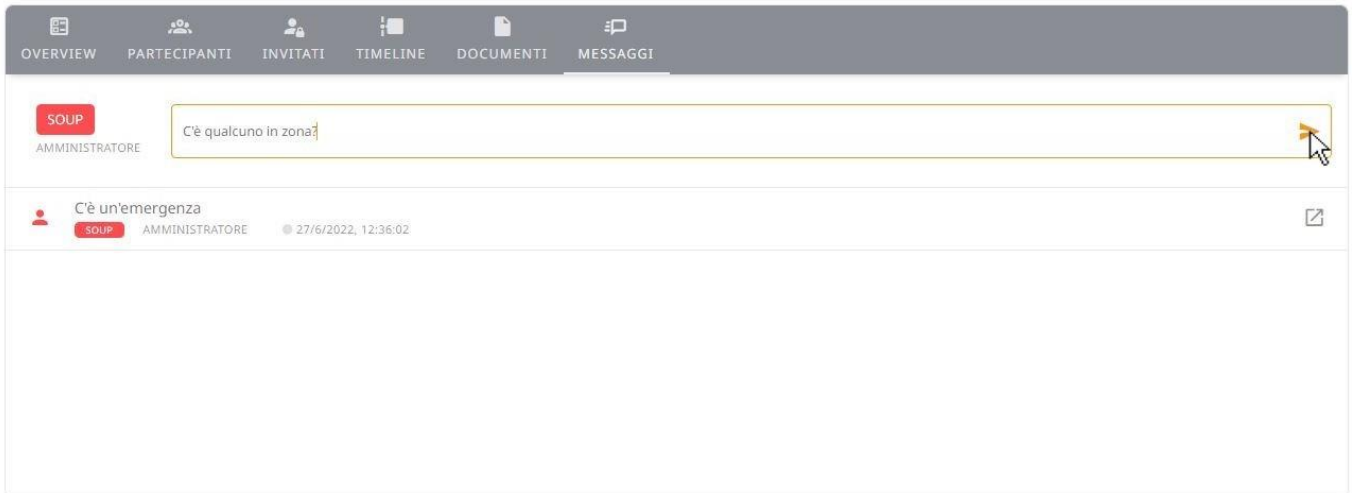 OVERVIEW PARTECIPANTI INVITATI TIMELINE DOCUMENTI MESSAGGI
SOUP
AMMINISTRATORE
C'è qualcuno in zona?
C'è un'emergenza
SOUP AMMINISTRATORE 27/6/2022, 12:36:02